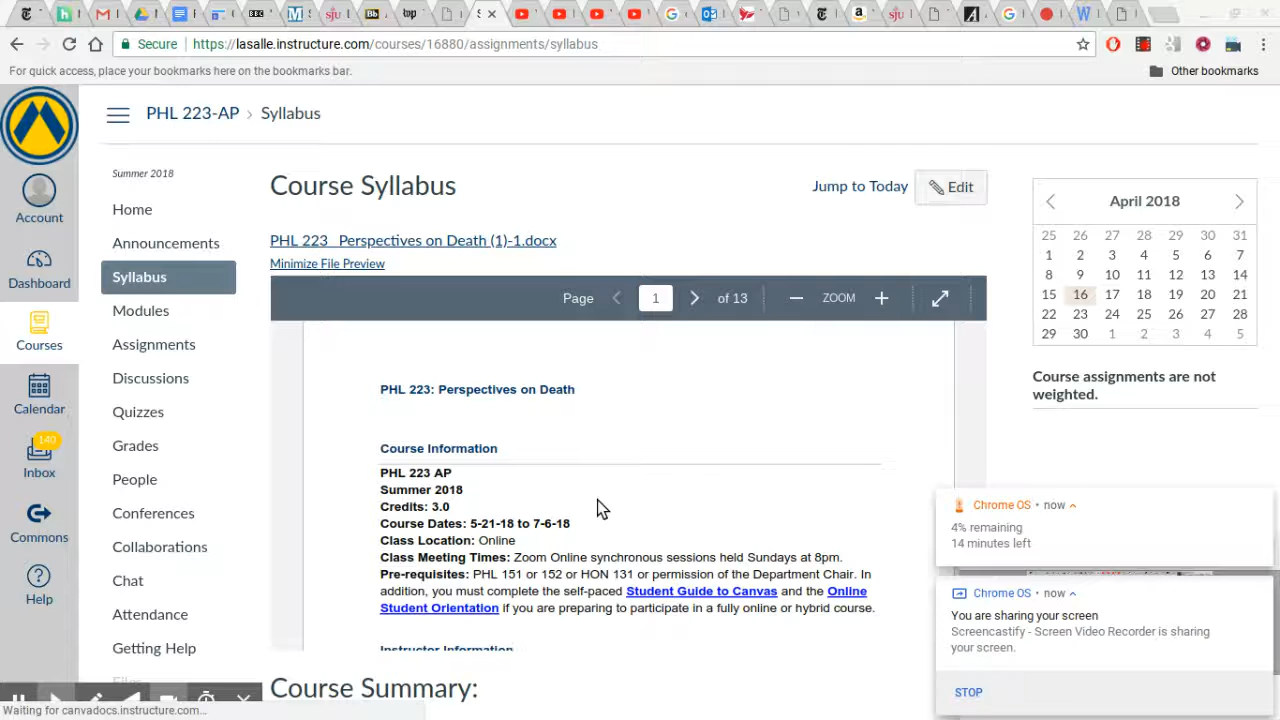 Secure https://lasalle.instructure.com/courses/16880/assignments/syllabus
For quick access, place your bookmarks here on the bookmarks bar.
Other bookmarks
PHL 223-AP › Syllabus
Account
Dashboard
Courses
Calendar
140
Inbox
Commons
Help
Summer 2018
Home
Announcements
Syllabus
Modules
Assignments
Discussions
Quizzes
Grades
People
Conferences
Collaborations
Chat
Attendance
Getting Help
Files
Course Syllabus
Jump to Today
Edit
PHL 223 Perspectives on Death (1)-1.docx
Minimize File Preview
Page 1 of 13 ZOOM
PHL 223: Perspectives on Death
Course Information
PHL 223 AP
Summer 2018
Credits: 3.0
Course Dates: 5-21-18 to 7-6-18
Class Location: Online
Class Meeting Times: Zoom Online synchronous sessions held Sundays at 8pm.
Pre-requisites: PHL 151 or 152 or HON 131 or permission of the Department Chair. In
addition, you must complete the self-paced Student Guide to Canvas and the Online
Student Orientation if you are preparing to participate in a fully online or hybrid course.
Instructor Information
Course Summary:
April 2018
25 26 27 28 29 30 31
1 2 3 4 5 6 7
8 9 10 11 12 13 14
15 16 17 18 19 20 21
22 23 24 25 26 27 28
29 30 1 2 3 4 5
Course assignments are not
weighted.
Chrome OS • now
4% remaining
14 minutes left
Chrome OS • now
You are sharing your screen
Screencastify - Screen Video Recorder is sharing
your screen.
STOP
Waiting for canvadocs.instructure.com...